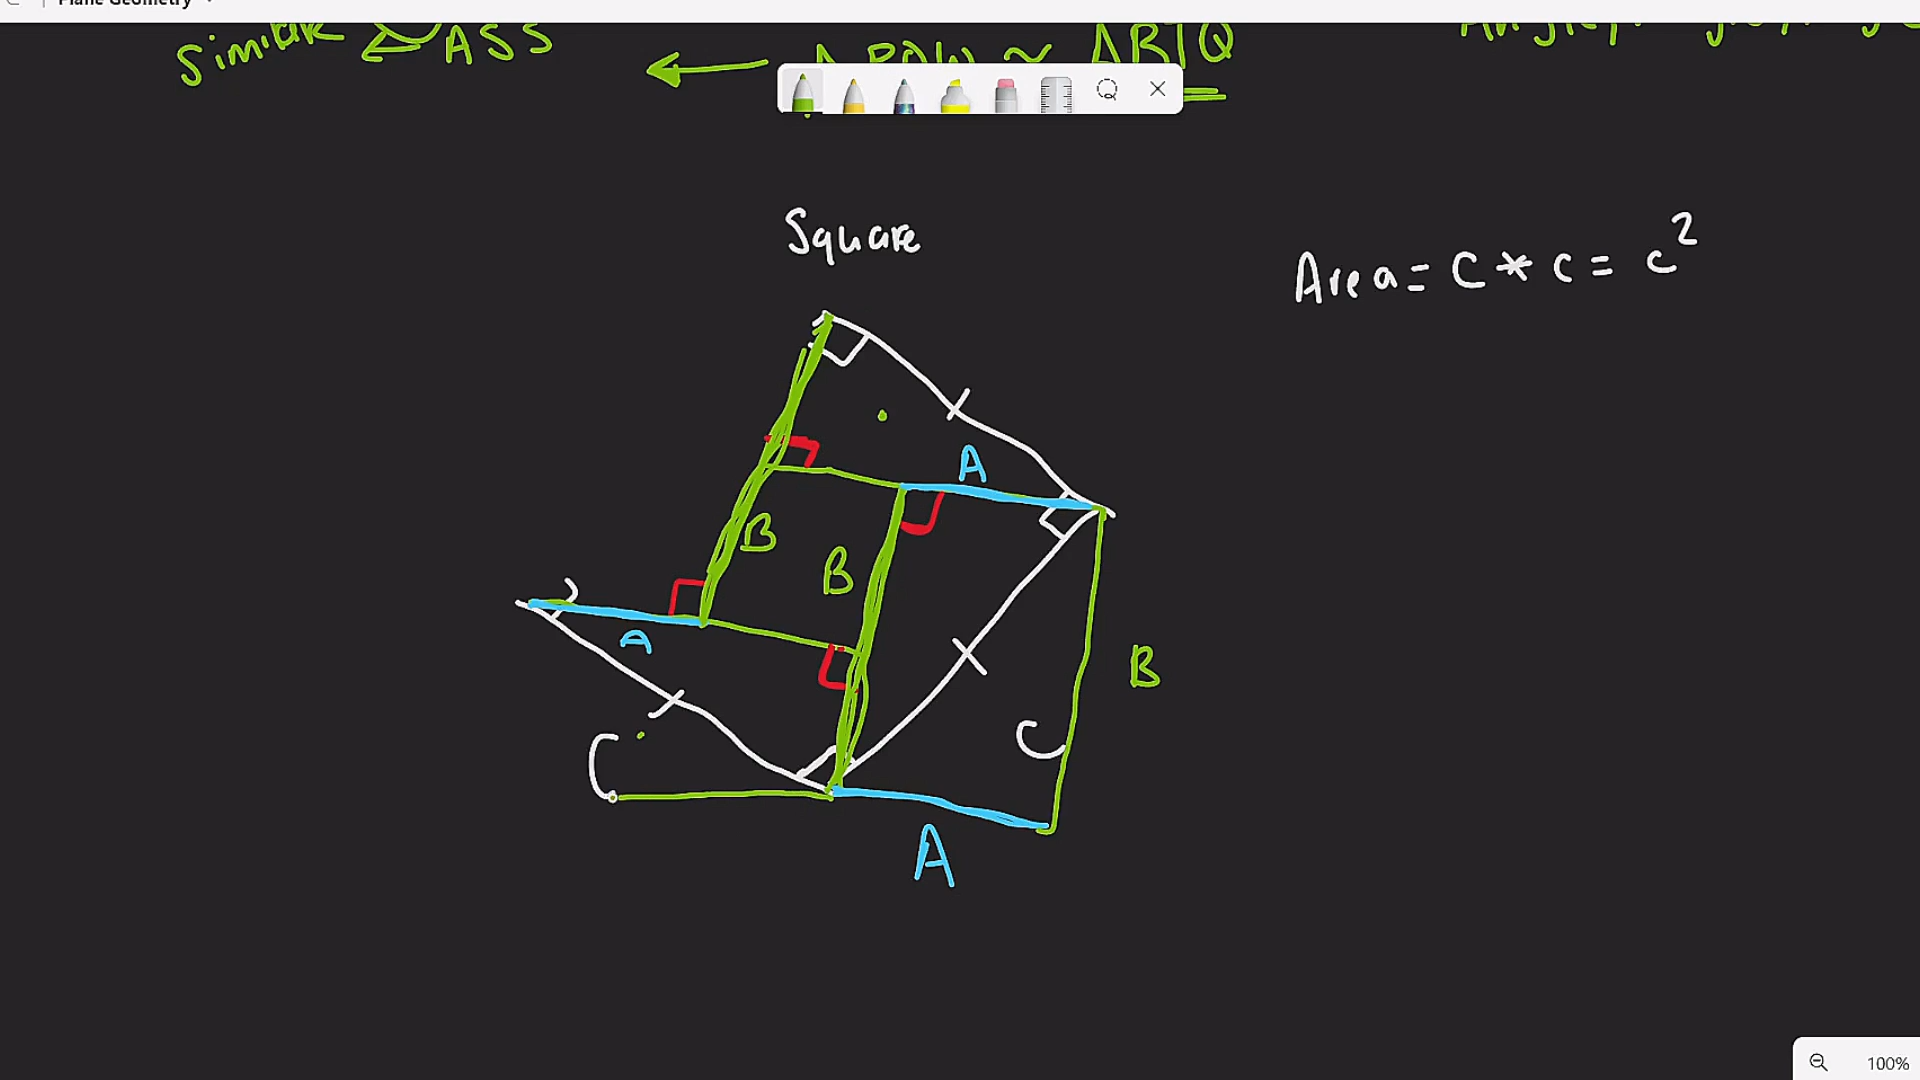 Plane Geometry
Similar ASS
Square
Area = C * c = c²
A
B
B
A
B
C
C
A
100%